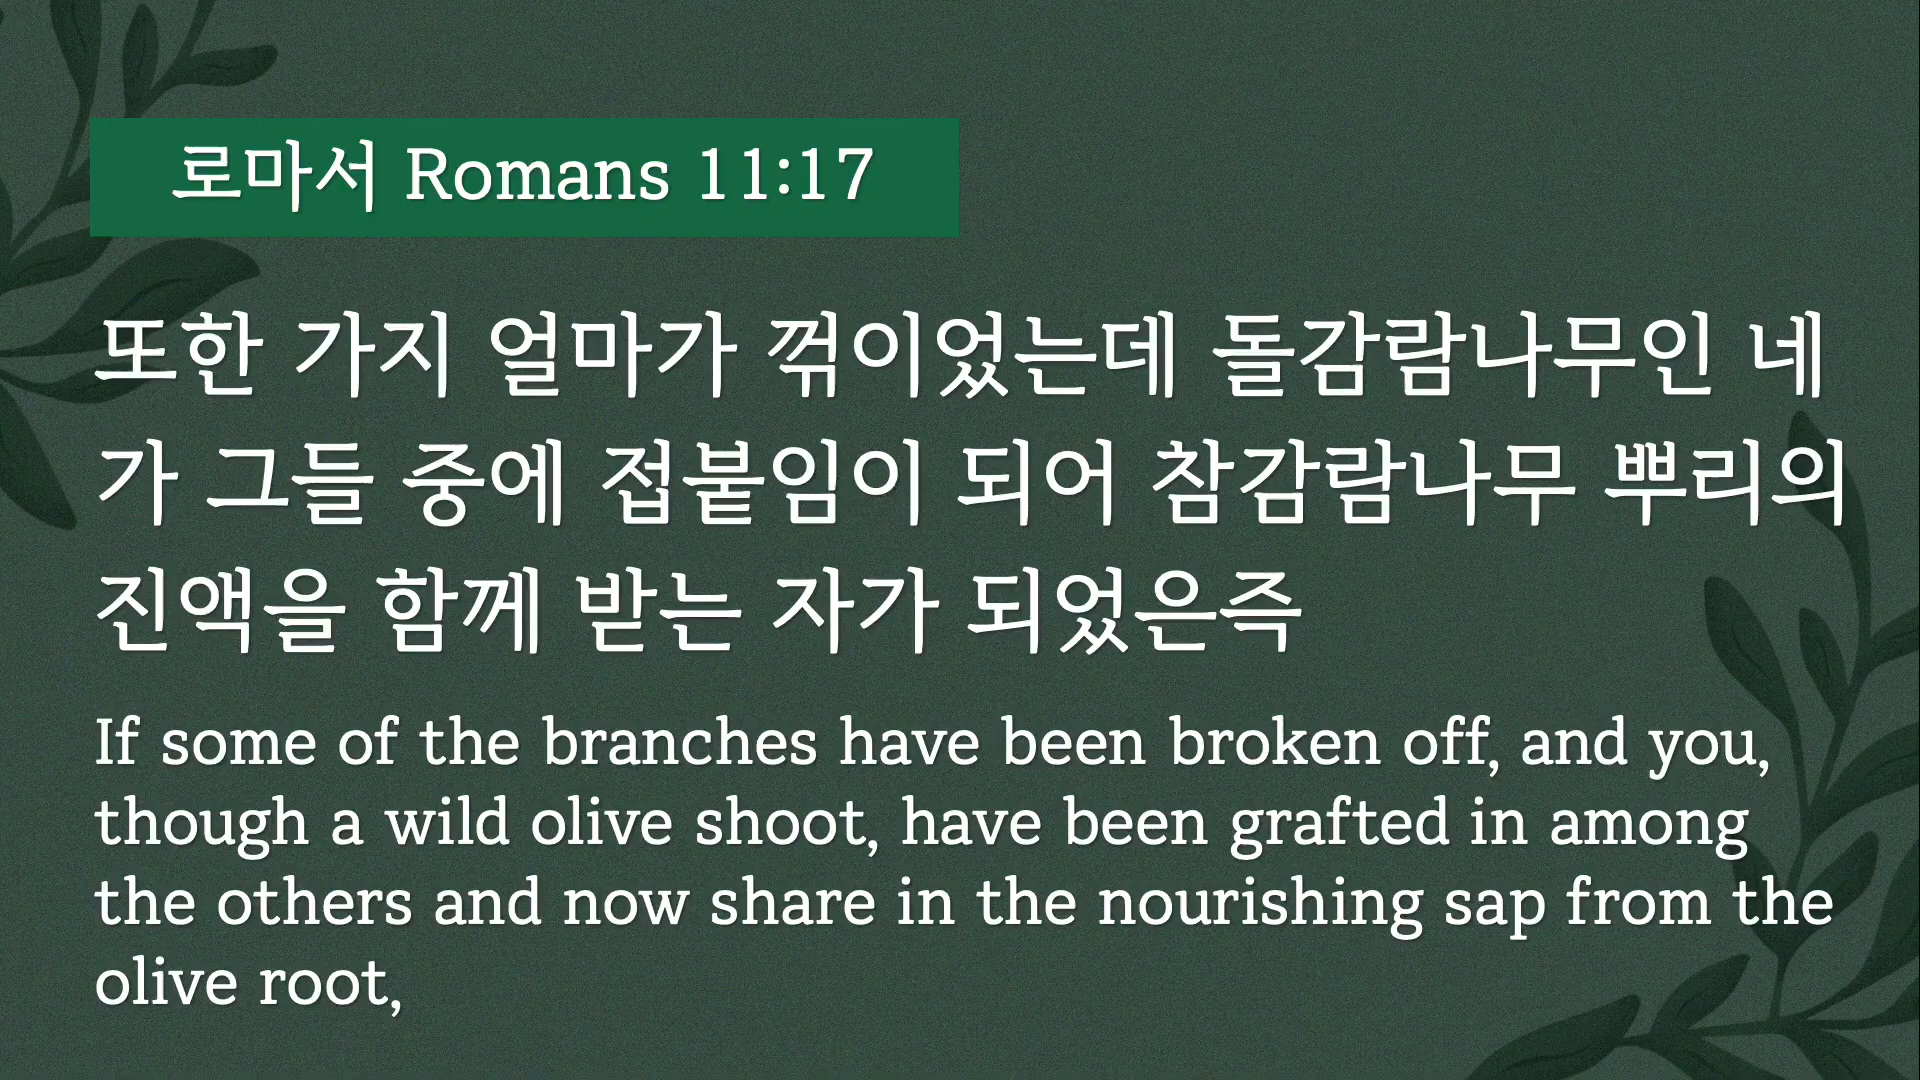 로마서 Romans 11:17
또한 가지 얼마가 꺾이었는데 돌감람나무인 네
가 그들 중에 접붙임이 되어 참감람나무 뿌리의
진액을 함께 받는 자가 되었은즉
If some of the branches have been broken off, and you,
though a wild olive shoot, have been grafted in among
the others and now share in the nourishing sap from the
olive root,